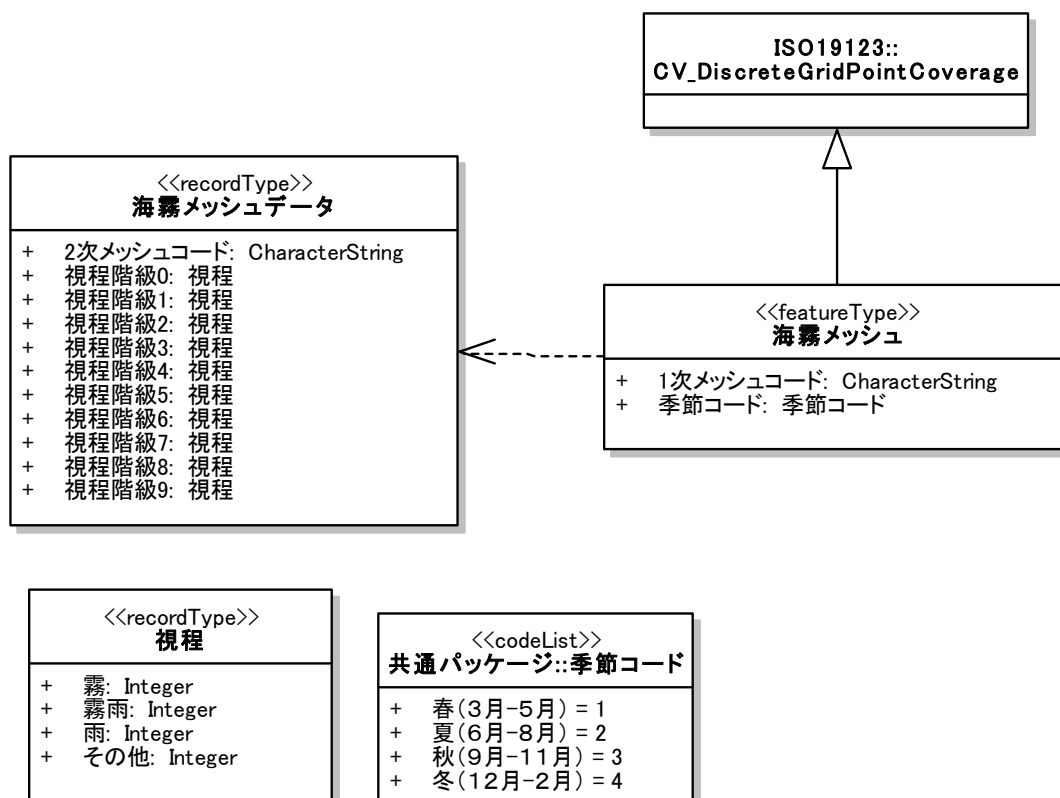 ISO19123::
CV_DiscreteGridPointCoverage
<<recordType>>
海霧メッシュデータ
+ 2次メッシュコード: CharacterString
+ 視程階級0: 視程
+ 視程階級1: 視程
+ 視程階級2: 視程
+ 視程階級3: 視程
+ 視程階級4: 視程
+ 視程階級5: 視程
+ 視程階級6: 視程
+ 視程階級7: 視程
+ 視程階級8: 視程
+ 視程階級9: 視程
<<featureType>>
海霧メッシュ
+ 1次メッシュコード: CharacterString
+ 季節コード: 季節コード
<<recordType>>
視程
+ 霧: Integer
+ 霧雨: Integer
+ 雨: Integer
+ その他: Integer
<<codeList>>
共通パッケージ::季節コード
+ 春(3月-5月) = 1
+ 夏(6月-8月) = 2
+ 秋(9月-11月) = 3
+ 冬(12月-2月) = 4